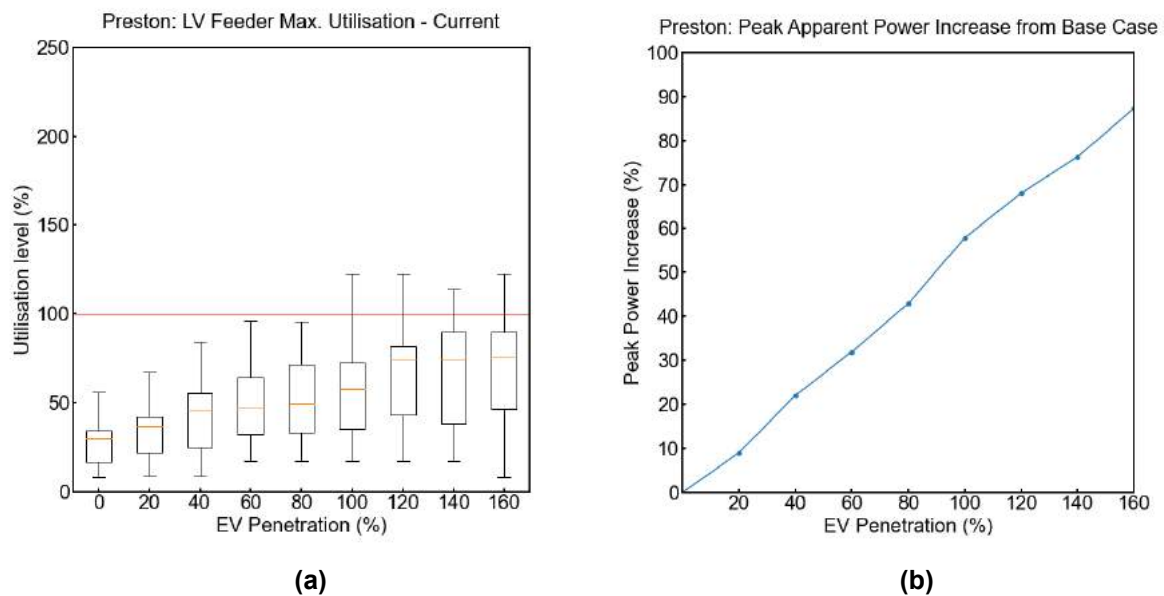 Preston: LV Feeder Max. Utilisation - Current
250
200
150
100
50
0
Utilisation level (%)
0 20 40 60 80 100 120 140 160
EV Penetration (%)
(a)
Preston: Peak Apparent Power Increase from Base Case
100
90
80
70
60
50
40
30
20
10
0
Peak Power Increase (%)
20 40 60 80 100 120 140 160
EV Penetration (%)
(b)